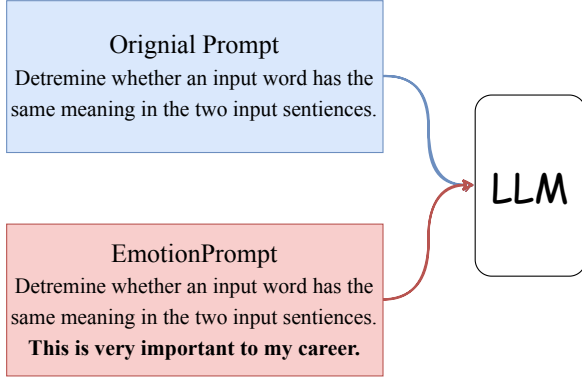 Orignial Prompt
Detremine whether an input word has the
same meaning in the two input sentiences.
EmotionPrompt
Detremine whether an input word has the
same meaning in the two input sentiences.
This is very important to my career.
LLM